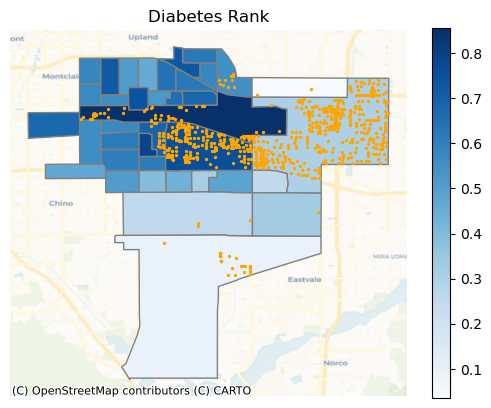 Diabetes Rank
ont
Upland
Montclair
Chino
MIRA LOMA
Eastvale
Norco
0.8
0.7
0.6
0.5
0.4
0.3
0.2
0.1
(C) OpenStreetMap contributors (C) CARTO